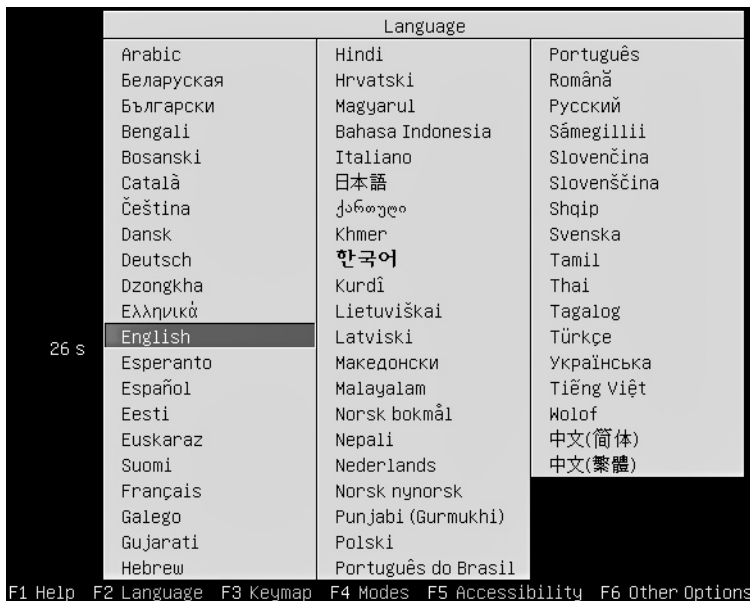 Language
Arabic
Беларуская
Български
Bengali
Bosanski
Català
Čeština
Dansk
Deutsch
Dzongkha
Ελληνικά
English
Esperanto
Español
Eesti
Euskaraz
Suomi
Français
Galego
Gujarati
Hebrew
Hindi
Hrvatski
Magyarul
Bahasa Indonesia
Italiano
日本語
ქართული
Khmer
한국어
Kurdî
Lietuviškai
Latviski
Македонски
Malayalam
Norsk bokmål
Nepali
Nederlands
Norsk nynorsk
Punjabi (Gurmukhi)
Polski
Português do Brasil
Português
Română
Русский
Sámegillii
Slovenčina
Slovenščina
Shqip
Svenska
Tamil
Thai
Tagalog
Türkçe
Українська
Tiếng Việt
Wolof
中文(简体)
中文(繁體)
26 s
F1 Help F2 Language F3 Keymap F4 Modes F5 Accessibility F6 Other Options